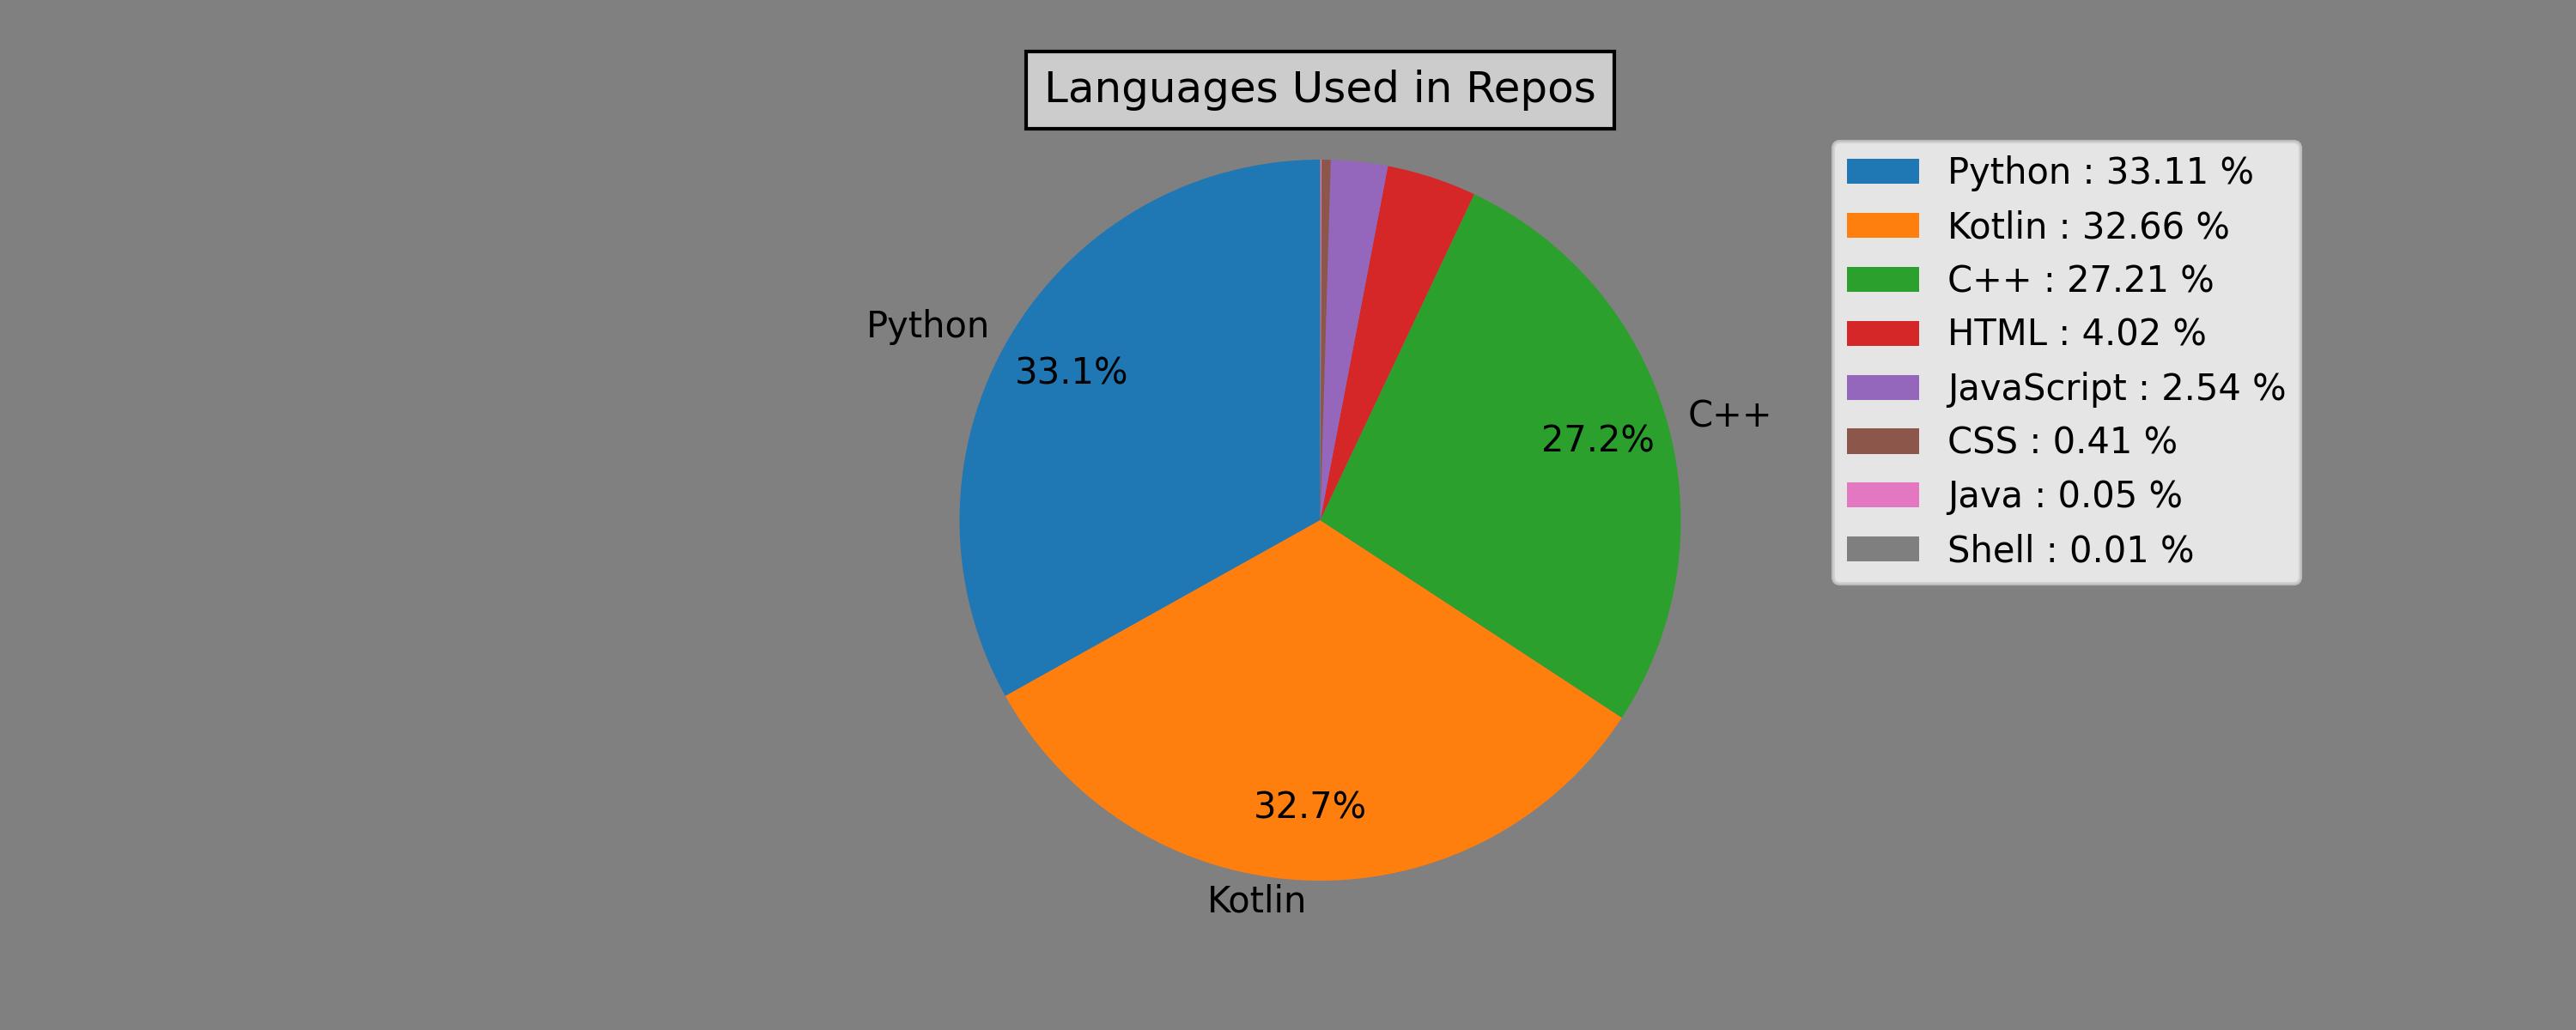 Languages Used in Repos
Python
33.1%
C++
27.2%
32.7%
Kotlin
Python : 33.11 %
Kotlin : 32.66 %
C++ : 27.21 %
HTML : 4.02 %
JavaScript : 2.54 %
CSS : 0.41 %
Java : 0.05 %
Shell : 0.01 %